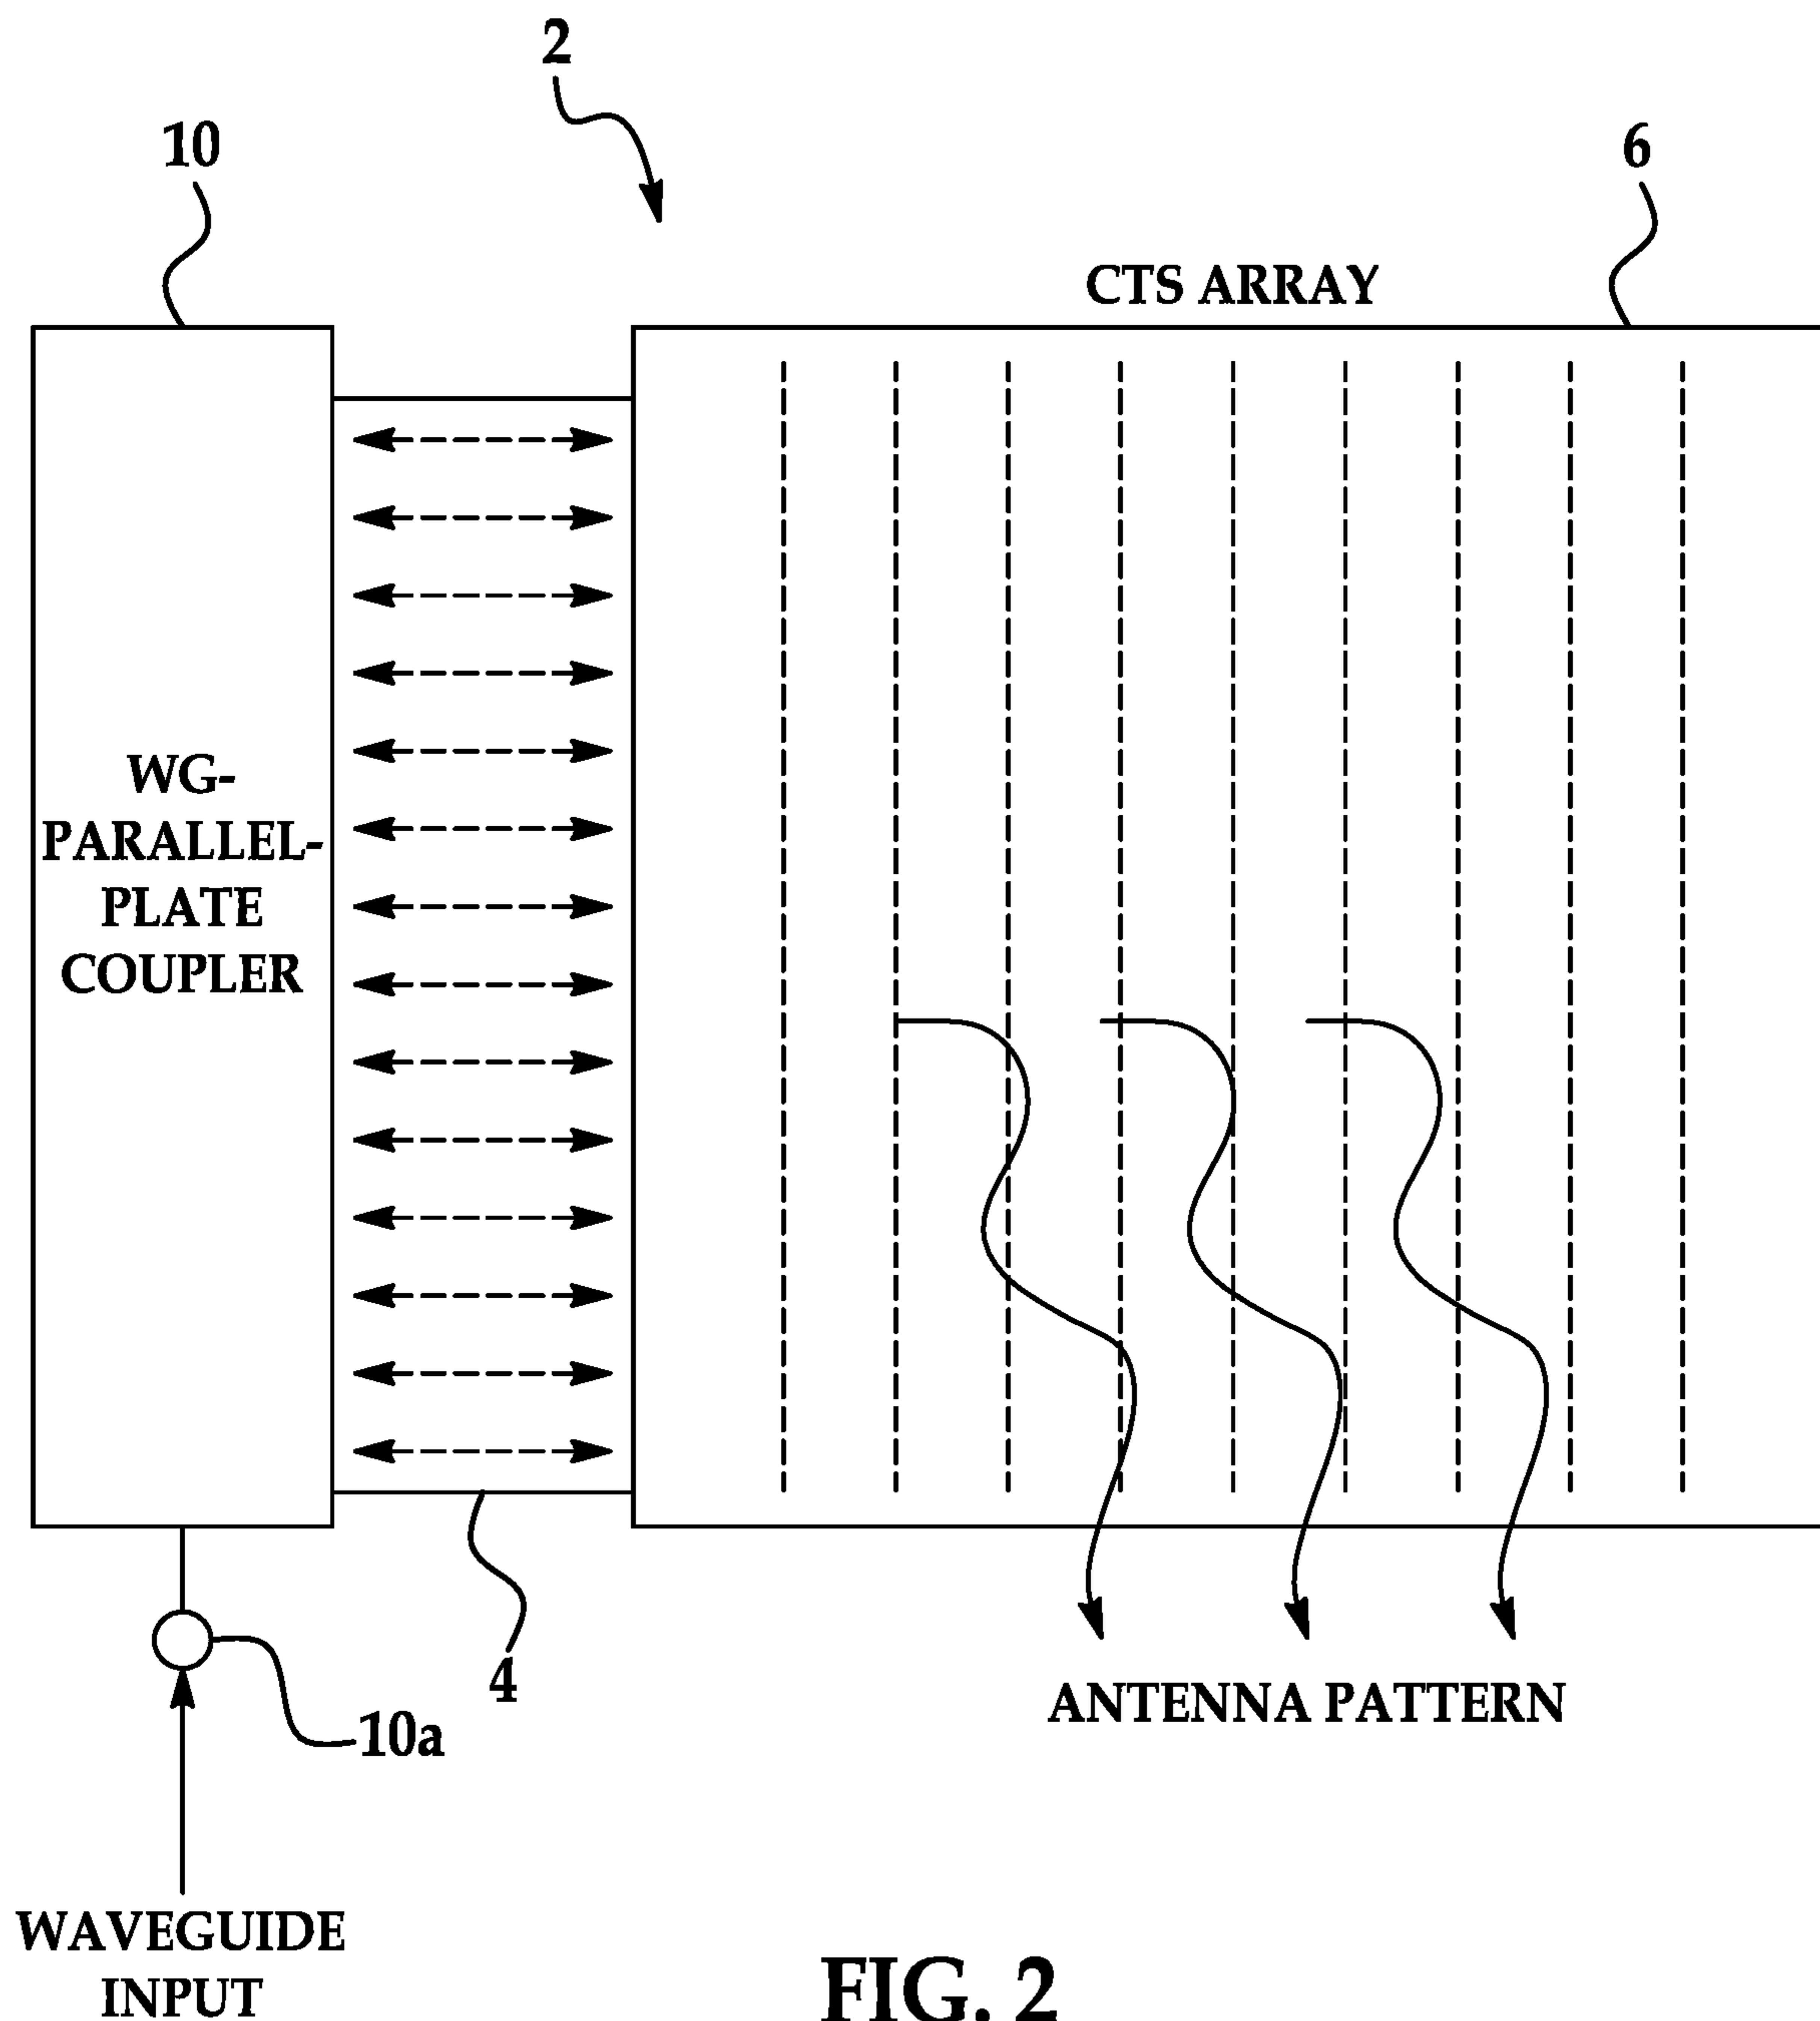 2
10
6
CTS ARRAY
WG-
PARALLEL-
PLATE
COUPLER
4
10a
ANTENNA PATTERN
WAVEGUIDE
INPUT
FIG. 2